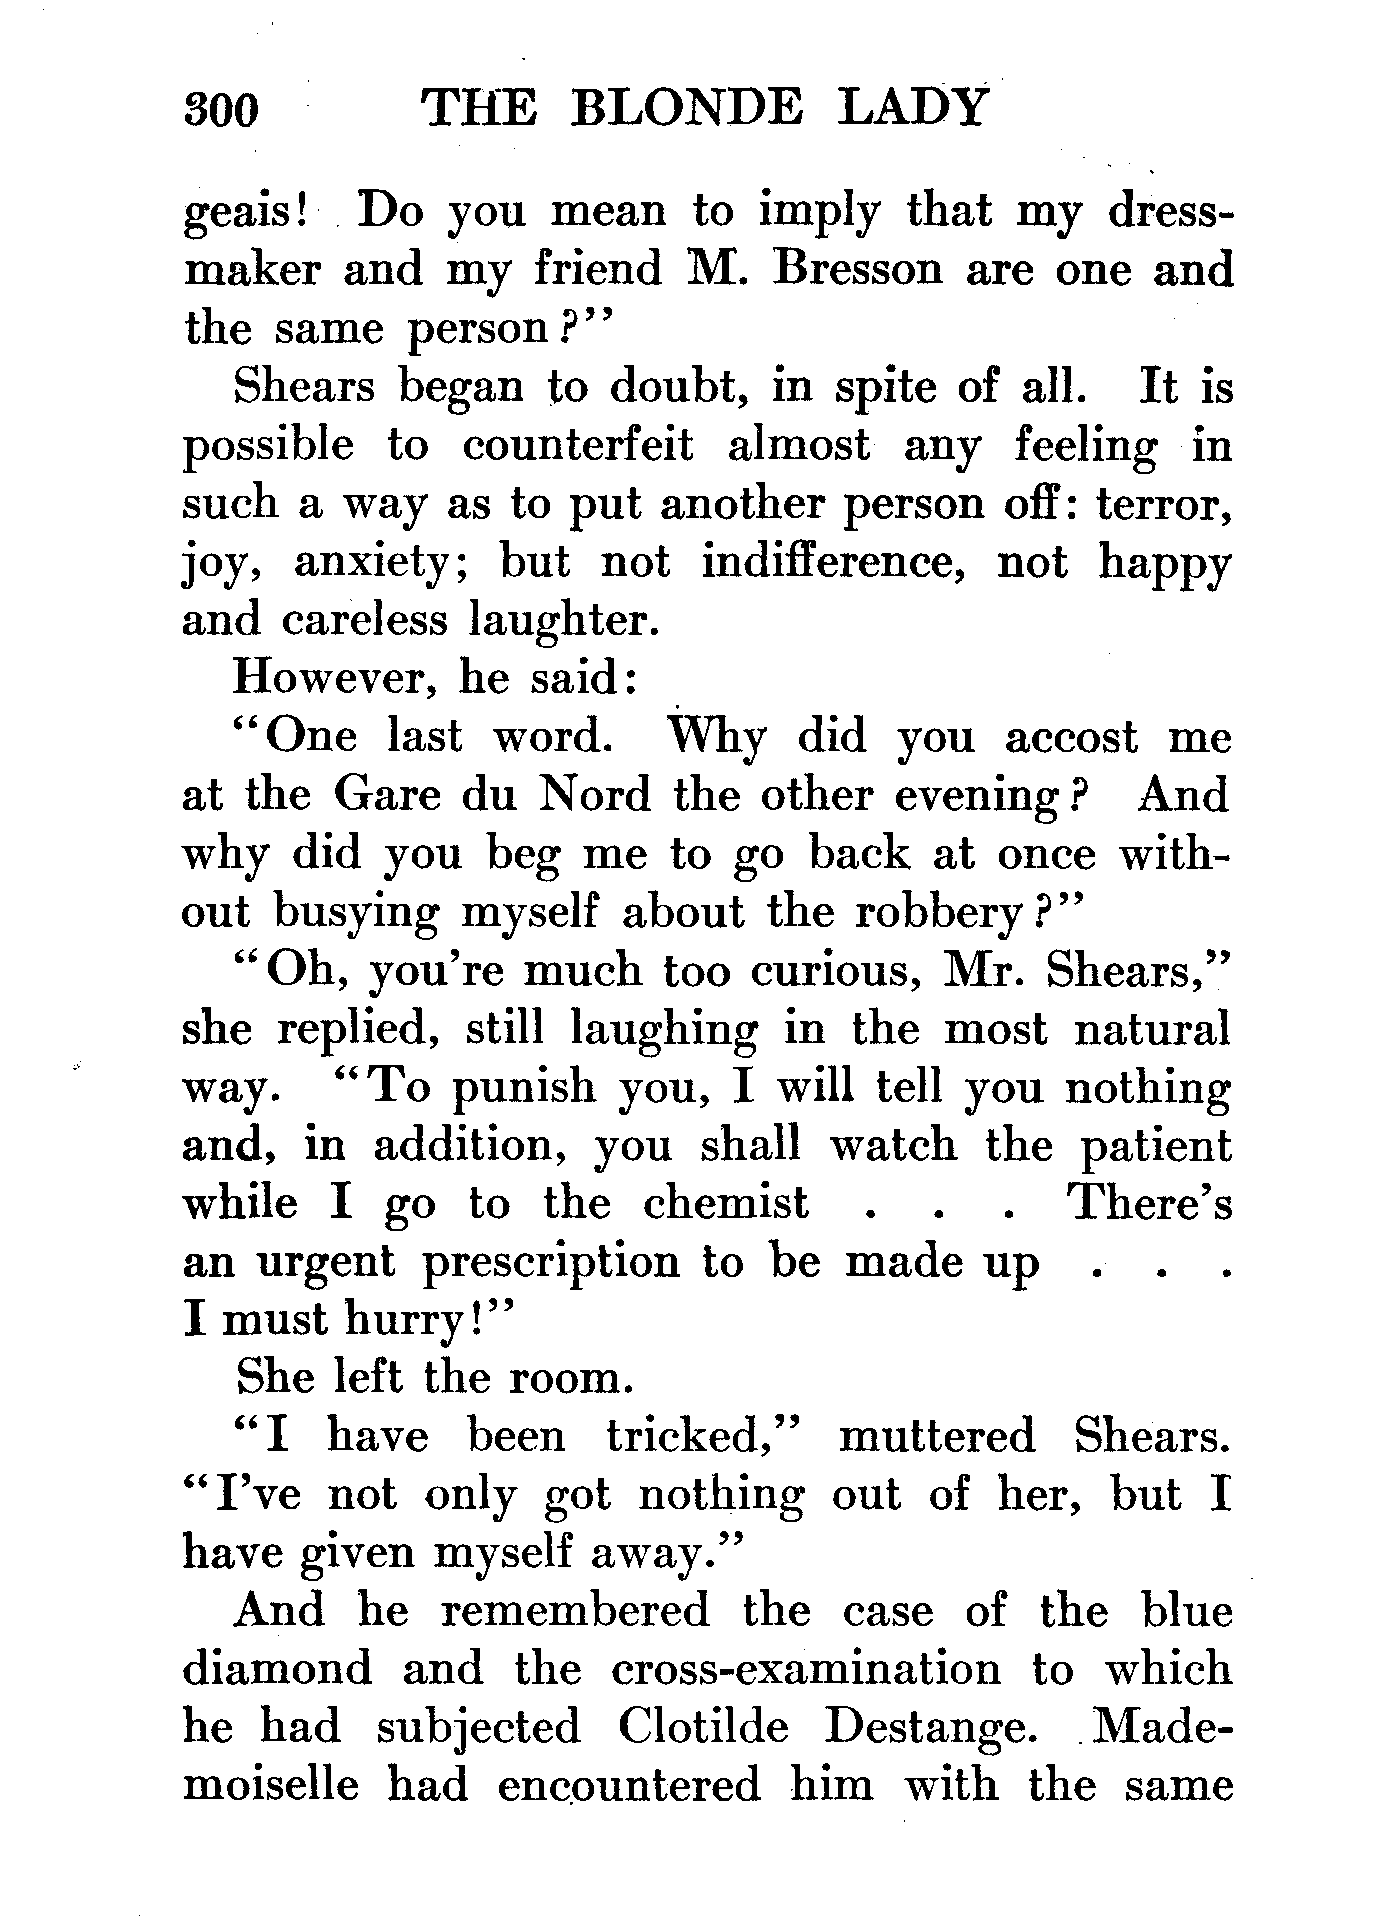 300 THE BLONDE LADY
geais! Do you mean to imply that my dress-
maker and my friend M. Bresson are one and
the same person?"
Shears began to doubt, in spite of all. It is
possible to counterfeit almost any feeling in
such a way as to put another person off: terror,
joy, anxiety; but not indifference, not happy
and careless laughter.
However, he said:
"One last word. Why did you accost me
at the Gare du Nord the other evening? And
why did you beg me to go back at once with-
out busying myself about the robbery?"
"Oh, you're much too curious, Mr. Shears,"
she replied, still laughing in the most natural
way. "To punish you, I will tell you nothing
and, in addition, you shall watch the patient
while I go to the chemist . . . There's
an urgent prescription to be made up . . .
I must hurry!"
She left the room.
"I have been tricked," muttered Shears.
"I've not only got nothing out of her, but I
have given myself away."
And he remembered the case of the blue
diamond and the cross-examination to which
he had subjected Clotilde Destange. Made-
moiselle had encountered him with the same